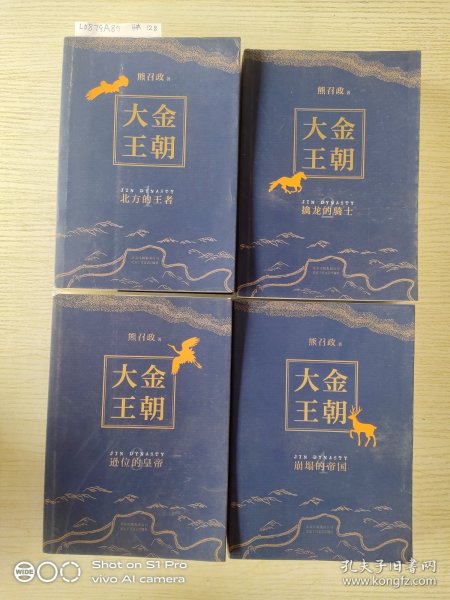 熊召政 著
大金
王朝
JIN DYNASTY
北方的王者
熊召政 著
大金
王朝
JIN DYNASTY
擒龙的骑士
熊召政 著
大金
王朝
JIN DYNASTY
逊位的皇帝
熊召政 著
大金
王朝
JIN DYNASTY
崩塌的帝国
WIDE
Shot on S1 Pro
vivo AI camera
孔夫子旧书网
www.kongfz.com